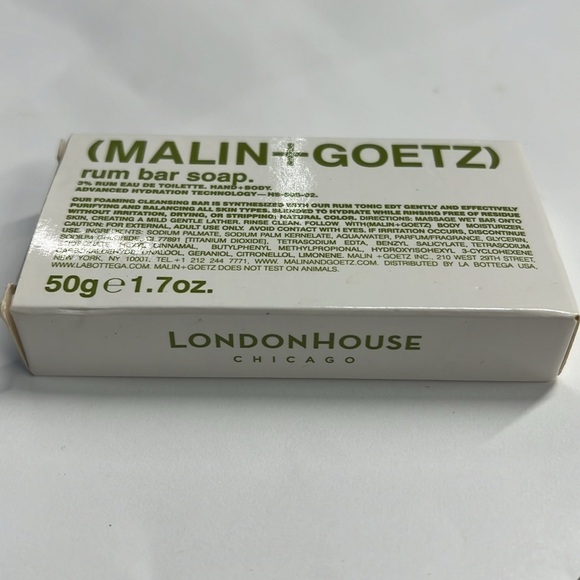 (MALIN+GOETZ)
rum bar soap.
2% RUM EAU DE TOILETTE. HAND+BODY.
ADVANCED HYDRATION TECHNOLOGY—
OUR FOAMING CLEANSING BAR IS SYNTHESIZED WITH OUR RUM TONIC EDT GENTLY AND EFFECTIVELY
PURIFYING AND BALANCING ALL SKIN TYPES. BLENDED TO HYDRATE WHILE RINSING FREE OF RESIDUE
WITHOUT IRRITATION, DRYING, OR STRIPPING; NATURAL COLOR. DIRECTIONS: MASSAGE WET BAR ONTO
SKIN, CREATING A MILD GENTLE LATHER. RINSE CLEAN. FOLLOW WITH(MALIN+GOETZ) BODY MOISTURIZER.
CAUTION: FOR EXTERNAL, ADULT USE ONLY. AVOID CONTACT WITH EYES. IF IRRITATION OCCURS, DISCONTINUE
USE. INGREDIENTS: SODIUM PALMATE, SODIUM PALM KERNELATE, AQUA/WATER, PARFUM/FRAGRANCE, GLYCERIN,
SODIUM CHLORIDE, CI 77891 [TITANIUM DIOXIDE], TETRASODIUM EDTA, BENZYL SALICYLATE, TETRASODIUM
CINNAMAL, BUTYLPHENYL METHYLPROPIONAL, HYDROXYISOHEXYL 3-CYCLOHEXENE
LINALOOL, GERANIOL, CITRONELLOL, LIMONENE. MALIN +GOETZ INC., 210 WEST 29TH STREET,
NEW YORK, NY, 10001, TEL.+1 212 244 7771, WWW. MALINANDGOETZ.COM. DISTRIBUTED BY LA BOTTEGA USA,
WWW.LABOTTEGA.COM. MALIN+GOETZ DOES NOT TEST ON ANIMALS.
50g e 1.7oz.
LONDONHOUSE
CHICAGO